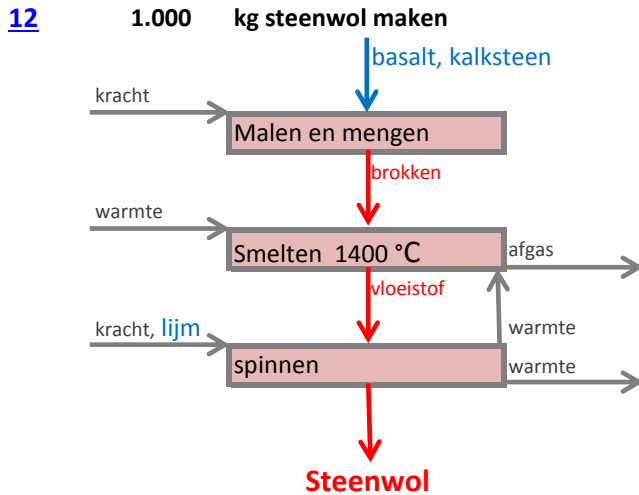 12 1.000 kg steenwol maken
basalt, kalksteen
kracht
Malen en mengen
brokken
warmte
Smelten 1400 °C
afgas
vloeistof
kracht, lijm
warmte
spinnen
warmte
Steenwol